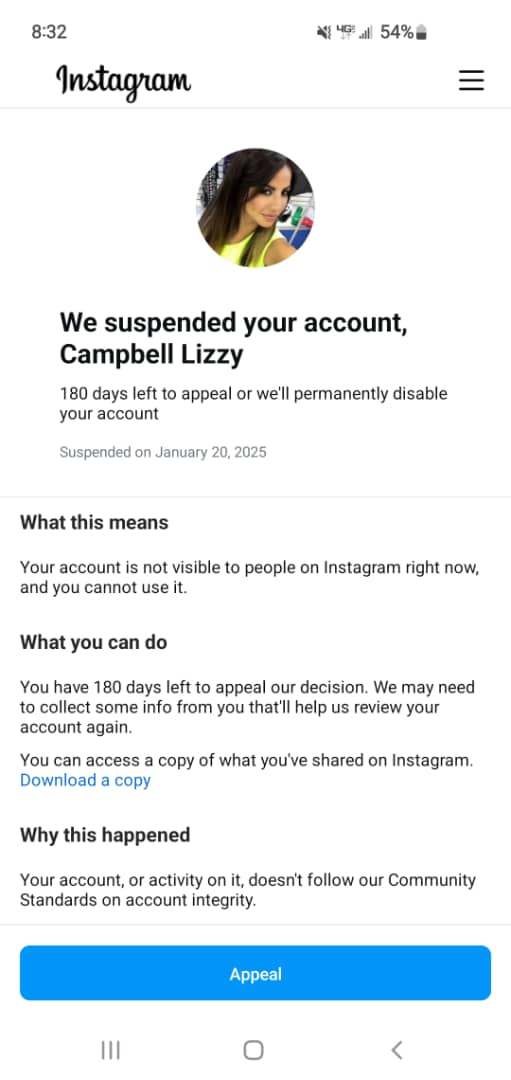 8:32
4G 54%
Instagram
We suspended your account,
Campbell Lizzy
180 days left to appeal or we'll permanently disable
your account
Suspended on January 20, 2025
What this means
Your account is not visible to people on Instagram right now,
and you cannot use it.
What you can do
You have 180 days left to appeal our decision. We may need
to collect some info from you that'll help us review your
account again.
You can access a copy of what you've shared on Instagram.
Download a copy
Why this happened
Your account, or activity on it, doesn't follow our Community
Standards on account integrity.
Appeal